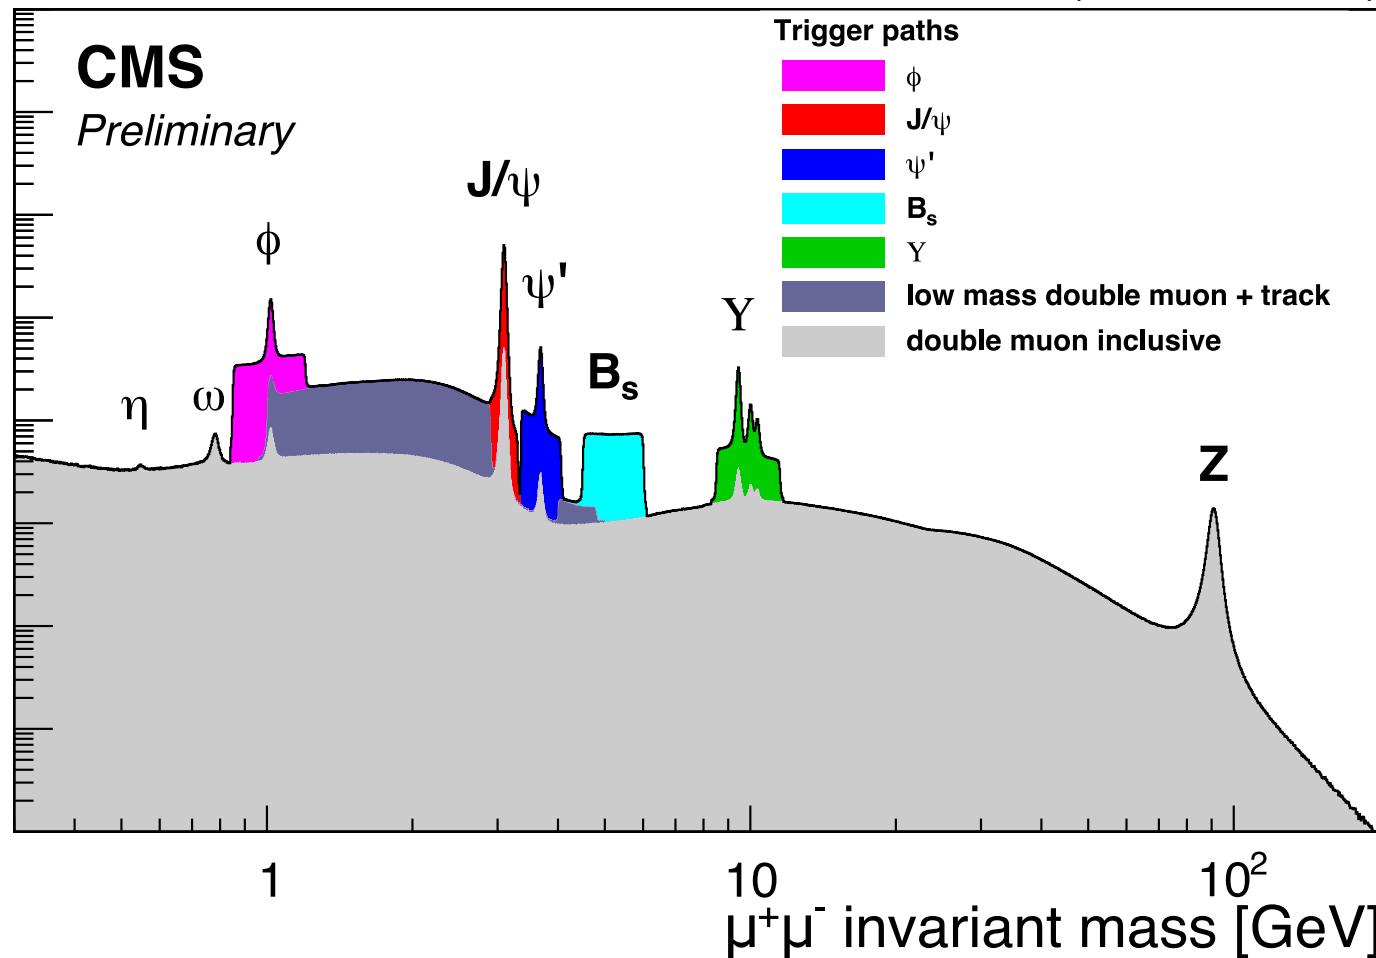 CMS
Preliminary
Trigger paths
ϕ
J/ψ
ψ'
Bs
Υ
low mass double muon + track
double muon inclusive
η
ω
ϕ
J/ψ
ψ'
Bs
Υ
Z
1
10
10²
μ⁺μ⁻ invariant mass [GeV]